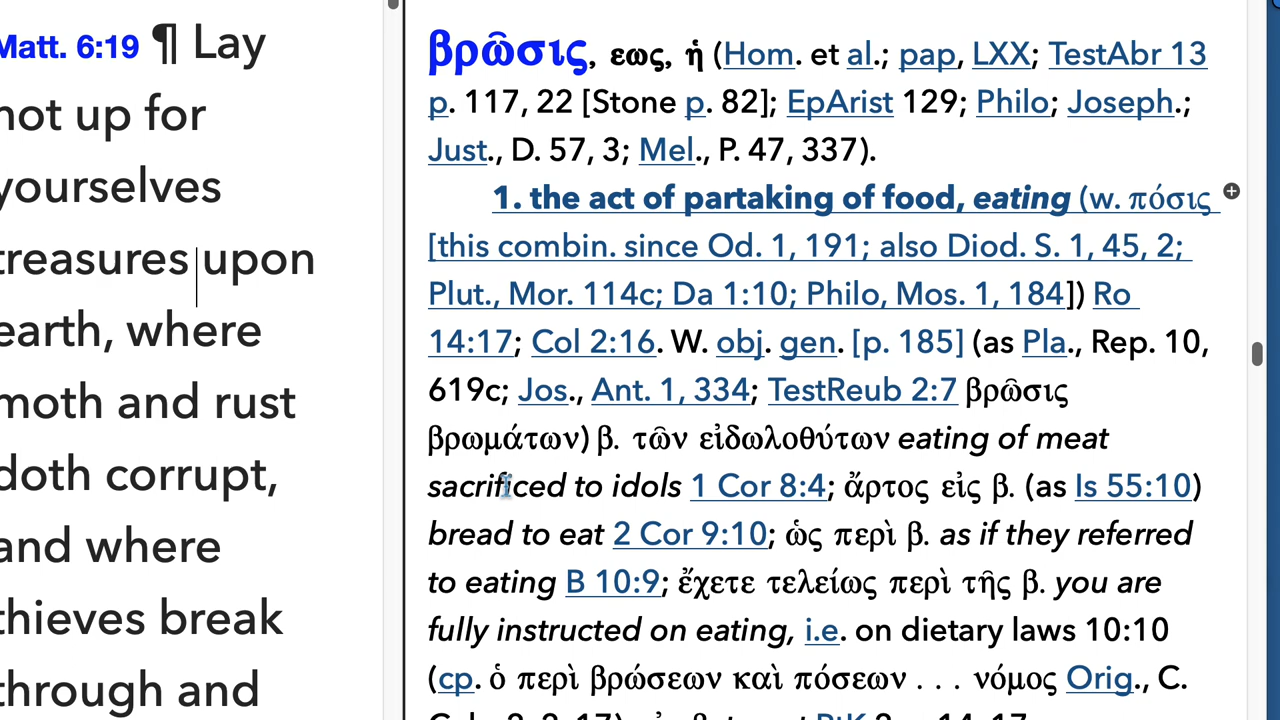 Matt. 6:19 ¶ Lay
not up for
yourselves
treasures upon
earth, where
moth and rust
doth corrupt,
and where
thieves break
through and
βρῶσις, εως, ἡ (Hom. et al.; pap, LXX; TestAbr 13
p. 117, 22 [Stone p. 82]; EpArist 129; Philo; Joseph.;
Just., D. 57, 3; Mel., P. 47, 337).
1. the act of partaking of food, eating (w. πόσις
[this combin. since Od. 1, 191; also Diod. S. 1, 45, 2;
Plut., Mor. 114c; Da 1:10; Philo, Mos. 1, 184]) Ro
14:17; Col 2:16. W. obj. gen. [p. 185] (as Pla., Rep. 10,
619c; Jos., Ant. 1, 334; TestReub 2:7 βρῶσις
βρωμάτων) β. τῶν εἰδωλοθύτων eating of meat
sacrificed to idols 1 Cor 8:4; ἄρτος εἰς β. (as Is 55:10)
bread to eat 2 Cor 9:10; ὡς περὶ β. as if they referred
to eating B 10:9; ἔχετε τελείως περὶ τῆς β. you are
fully instructed on eating, i.e. on dietary laws 10:10
(cp. ὁ περὶ βρώσεων καὶ πόσεων . . . νόμος Orig., C.